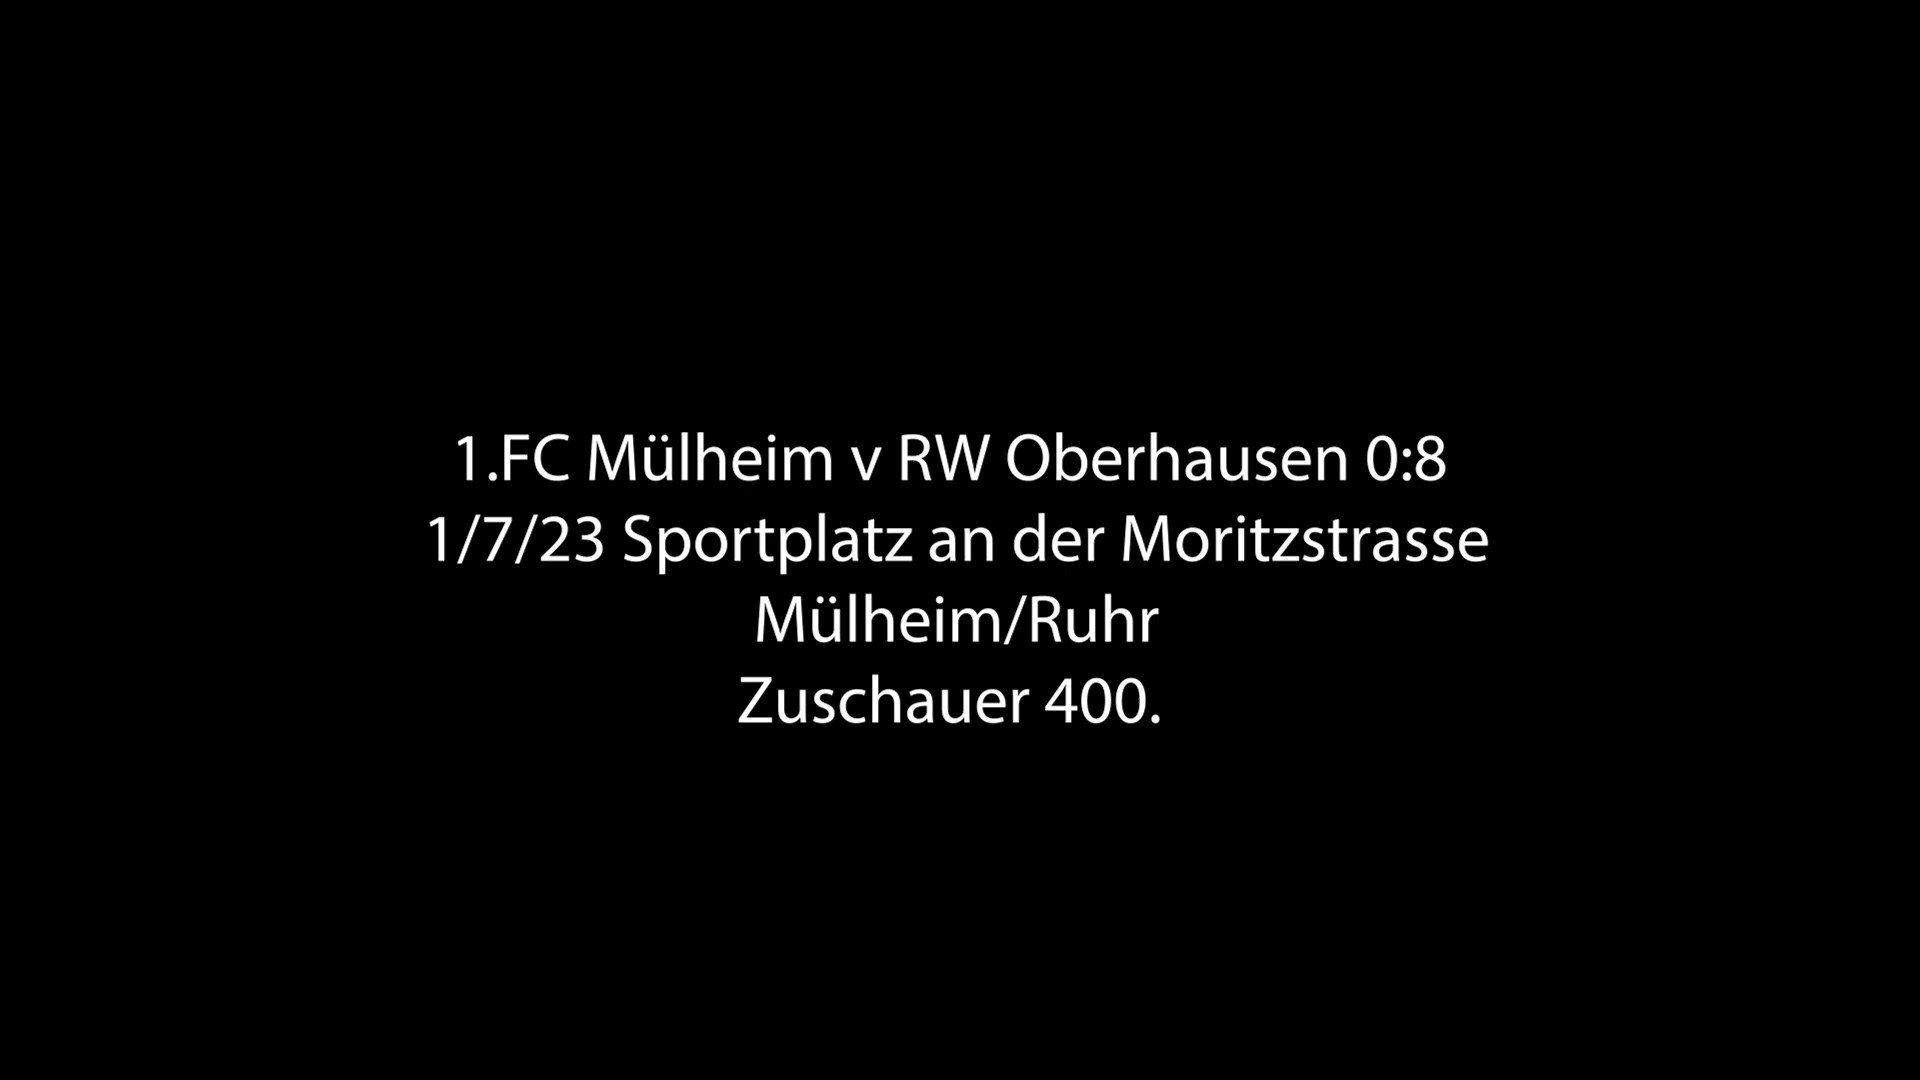 1.FC Mülheim v RW Oberhausen 0:8
1/7/23 Sportplatz an der Moritzstrasse
Mülheim/Ruhr
Zuschauer 400.